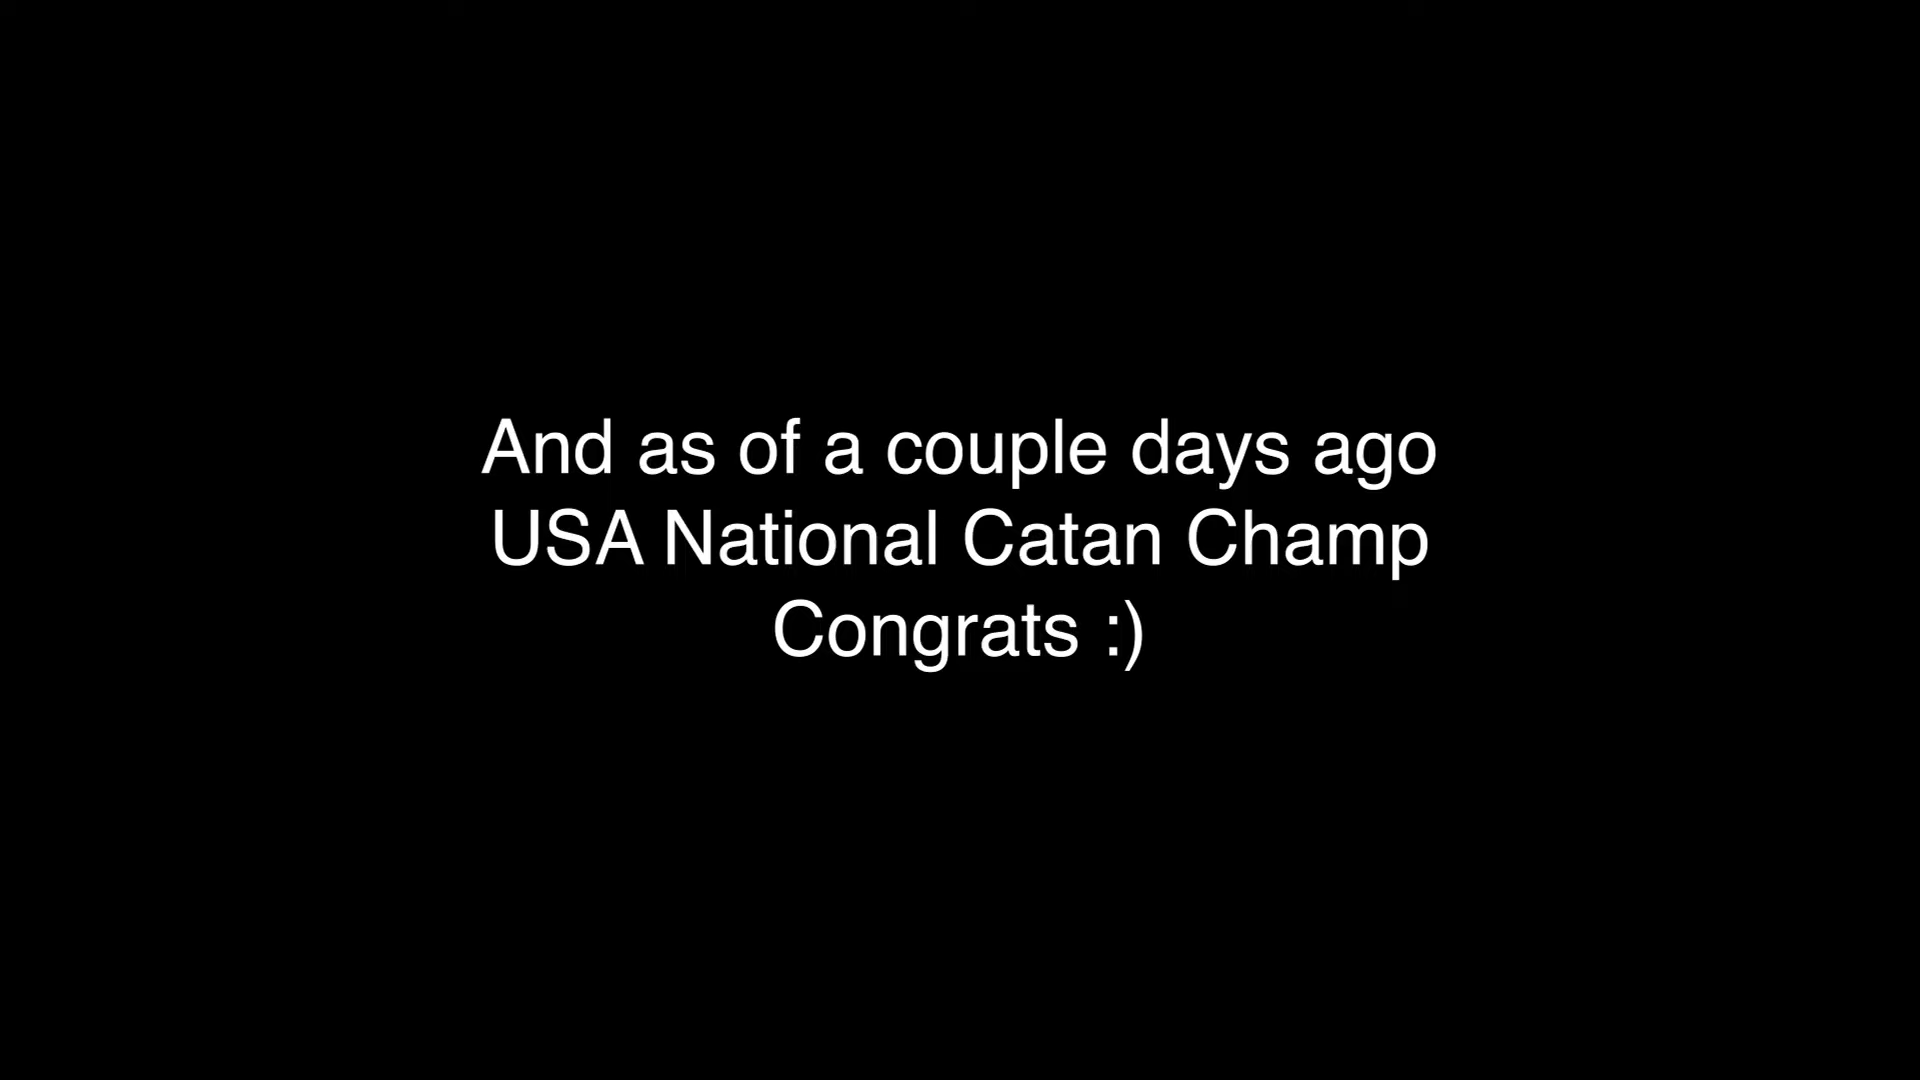 And as of a couple days ago
USA National Catan Champ
Congrats :)